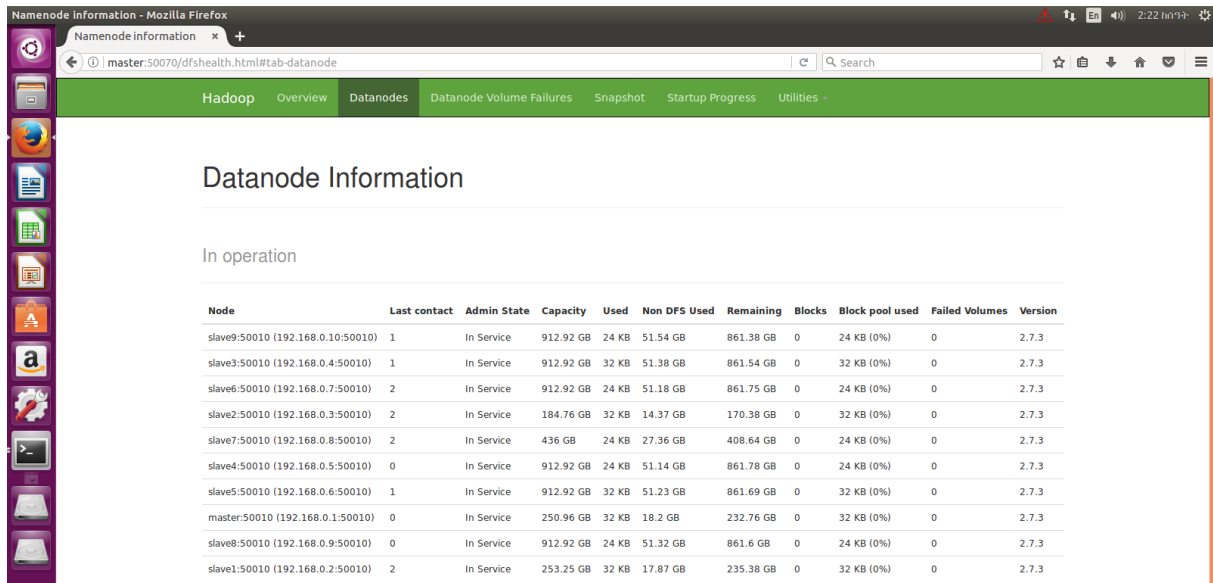 Namenode information - Mozilla Firefox
En 2:22
Namenode information × +
master:50070/dfshealth.html#tab-datanode Search
Hadoop Overview Datanodes Datanode Volume Failures Snapshot Startup Progress Utilities
Datanode Information
In operation
Node Last contact Admin State Capacity Used Non DFS Used Remaining Blocks Block pool used Failed Volumes Version
slave9:50010 (192.168.0.10:50010) 1 In Service 912.92 GB 24 KB 51.54 GB 861.38 GB 0 24 KB (0%) 0 2.7.3
slave3:50010 (192.168.0.4:50010) 1 In Service 912.92 GB 32 KB 51.38 GB 861.54 GB 0 32 KB (0%) 0 2.7.3
slave6:50010 (192.168.0.7:50010) 2 In Service 912.92 GB 24 KB 51.18 GB 861.75 GB 0 24 KB (0%) 0 2.7.3
slave2:50010 (192.168.0.3:50010) 2 In Service 184.76 GB 32 KB 14.37 GB 170.38 GB 0 32 KB (0%) 0 2.7.3
slave7:50010 (192.168.0.8:50010) 2 In Service 436 GB 24 KB 27.36 GB 408.64 GB 0 24 KB (0%) 0 2.7.3
slave4:50010 (192.168.0.5:50010) 0 In Service 912.92 GB 24 KB 51.14 GB 861.78 GB 0 24 KB (0%) 0 2.7.3
slave5:50010 (192.168.0.6:50010) 1 In Service 912.92 GB 32 KB 51.23 GB 861.69 GB 0 32 KB (0%) 0 2.7.3
master:50010 (192.168.0.1:50010) 0 In Service 250.96 GB 32 KB 18.2 GB 232.76 GB 0 32 KB (0%) 0 2.7.3
slave8:50010 (192.168.0.9:50010) 0 In Service 912.92 GB 24 KB 51.32 GB 861.6 GB 0 24 KB (0%) 0 2.7.3
slave1:50010 (192.168.0.2:50010) 2 In Service 253.25 GB 32 KB 17.87 GB 235.38 GB 0 32 KB (0%) 0 2.7.3